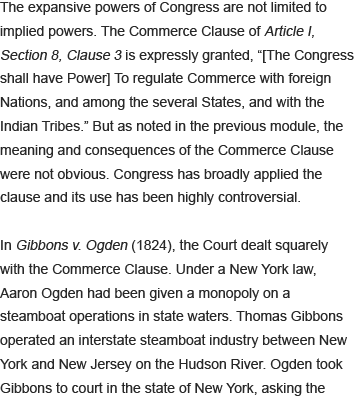 The expansive powers of Congress are not limited to
implied powers. The Commerce Clause of Article I,
Section 8, Clause 3 is expressly granted, “[The Congress
shall have Power] To regulate Commerce with foreign
Nations, and among the several States, and with the
Indian Tribes.” But as noted in the previous module, the
meaning and consequences of the Commerce Clause
were not obvious. Congress has broadly applied the
clause and its use has been highly controversial.

In Gibbons v. Ogden (1824), the Court dealt squarely
with the Commerce Clause. Under a New York law,
Aaron Ogden had been given a monopoly on a
steamboat operations in state waters. Thomas Gibbons
operated an interstate steamboat industry between New
York and New Jersey on the Hudson River. Ogden took
Gibbons to court in the state of New York, asking the